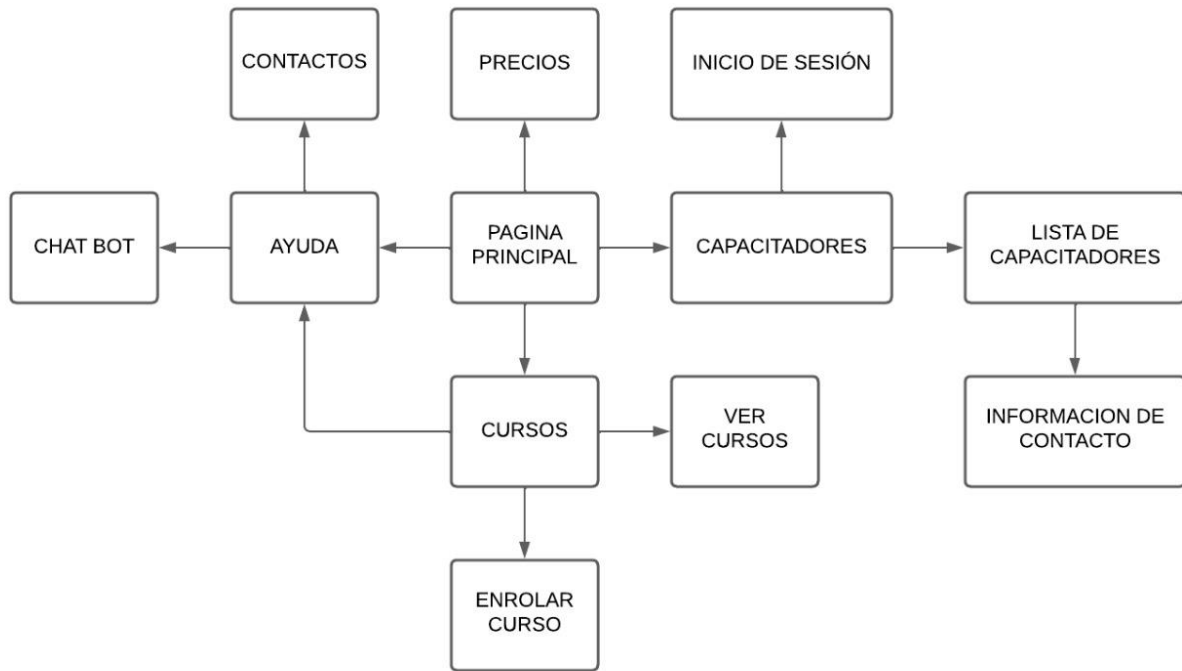 CONTACTOS
PRECIOS
INICIO DE SESIÓN
CHAT BOT
AYUDA
PAGINA
PRINCIPAL
CAPACITADORES
LISTA DE
CAPACITADORES
CURSOS
VER
CURSOS
INFORMACION DE
CONTACTO
ENROLAR
CURSO